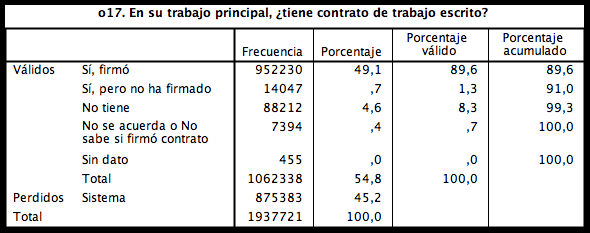 o17. En su trabajo principal, ¿tiene contrato de trabajo escrito?
Frecuencia Porcentaje Porcentaje válido Porcentaje acumulado
Válidos Sí, firmó 952230 49,1 89,6 89,6
Sí, pero no ha firmado 14047 ,7 1,3 91,0
No tiene 88212 4,6 8,3 99,3
No se acuerda o No sabe si firmó contrato 7394 ,4 ,7 100,0
Sin dato 455 ,0 ,0 100,0
Total 1062338 54,8 100,0
Perdidos Sistema 875383 45,2
Total 1937721 100,0